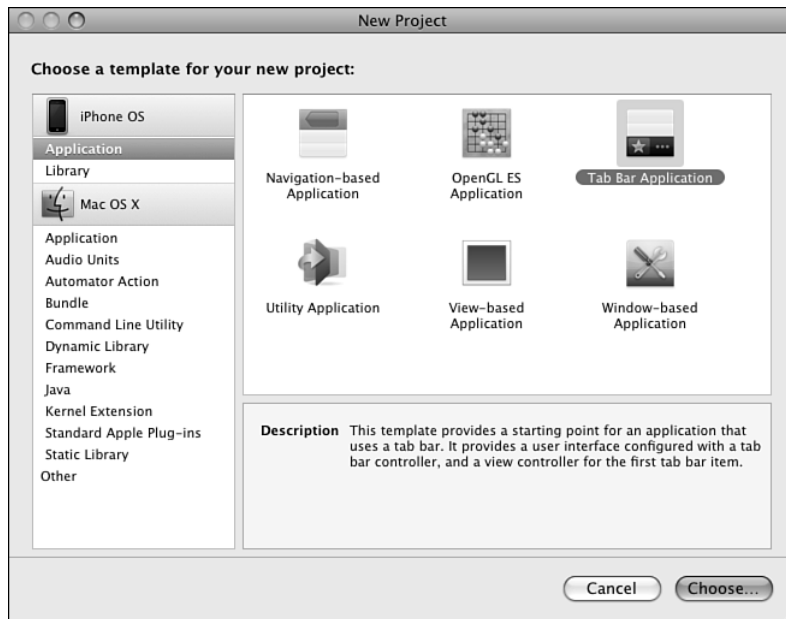 New Project
Choose a template for your new project:
iPhone OS
Application
Library
Mac OS X
Application
Audio Units
Automator Action
Bundle
Command Line Utility
Dynamic Library
Framework
Java
Kernel Extension
Standard Apple Plug-ins
Static Library
Other
Navigation-based
Application
OpenGL ES
Application
Tab Bar Application
Utility Application
View-based
Application
Window-based
Application
Description This template provides a starting point for an application that
uses a tab bar. It provides a user interface configured with a tab
bar controller, and a view controller for the first tab bar item.
Cancel
Choose...